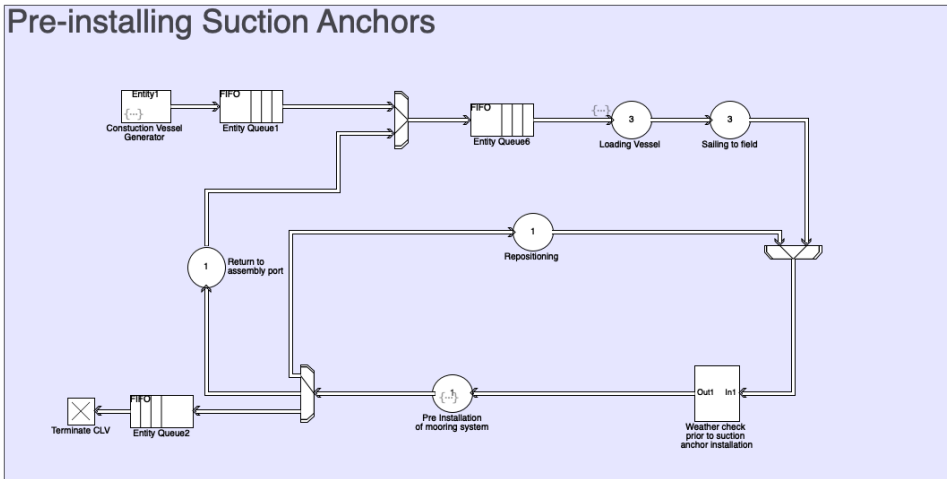 Pre-installing Suction Anchors
Entity1
{...}
Constuction Vessel
Generator
FIFO
Entity Queue1
FIFO
Entity Queue6
{...}
3
Loading Vessel
3
Sailing to field
1
Repositioning
1
Return to
assembly port
Out1 In1
Weather check
prior to suction
anchor installation
1
{...}
Pre Installation
of mooring system
FIFO
Entity Queue2
Terminate CLV